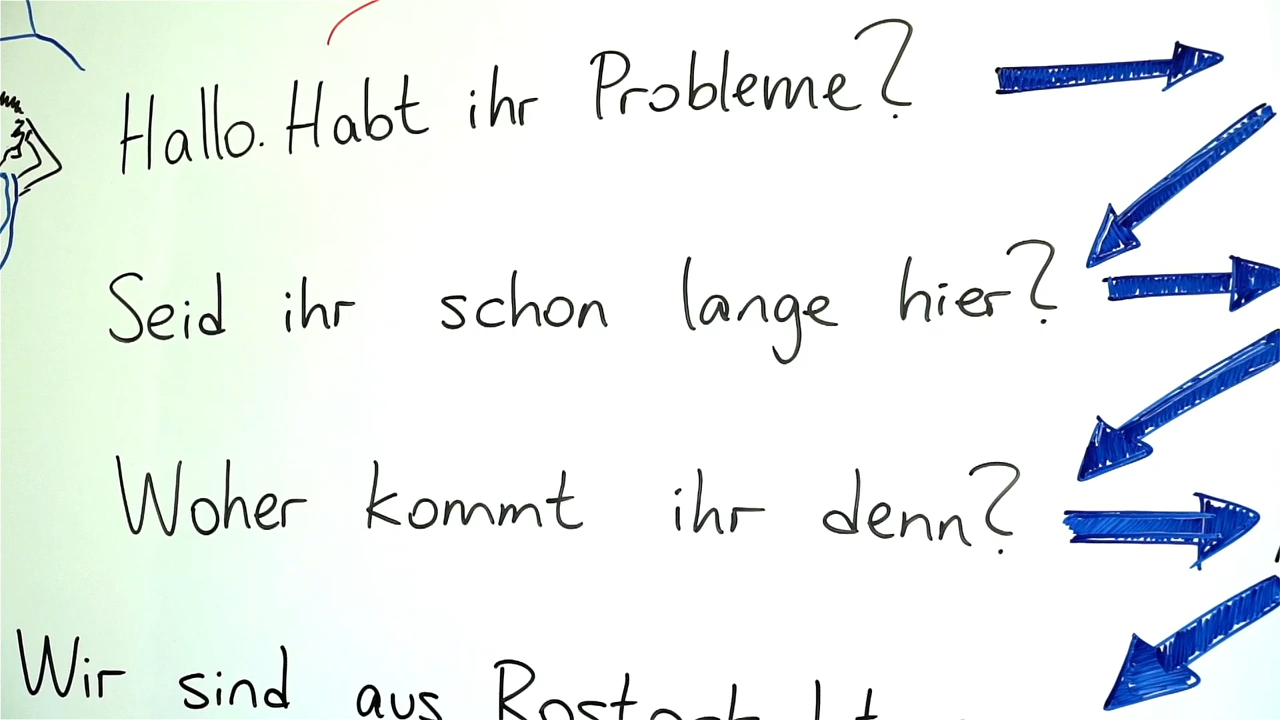 Hallo. Habt ihr Probleme?
Seid ihr schon lange hier?
Woher kommt ihr denn?
Wir sind aus